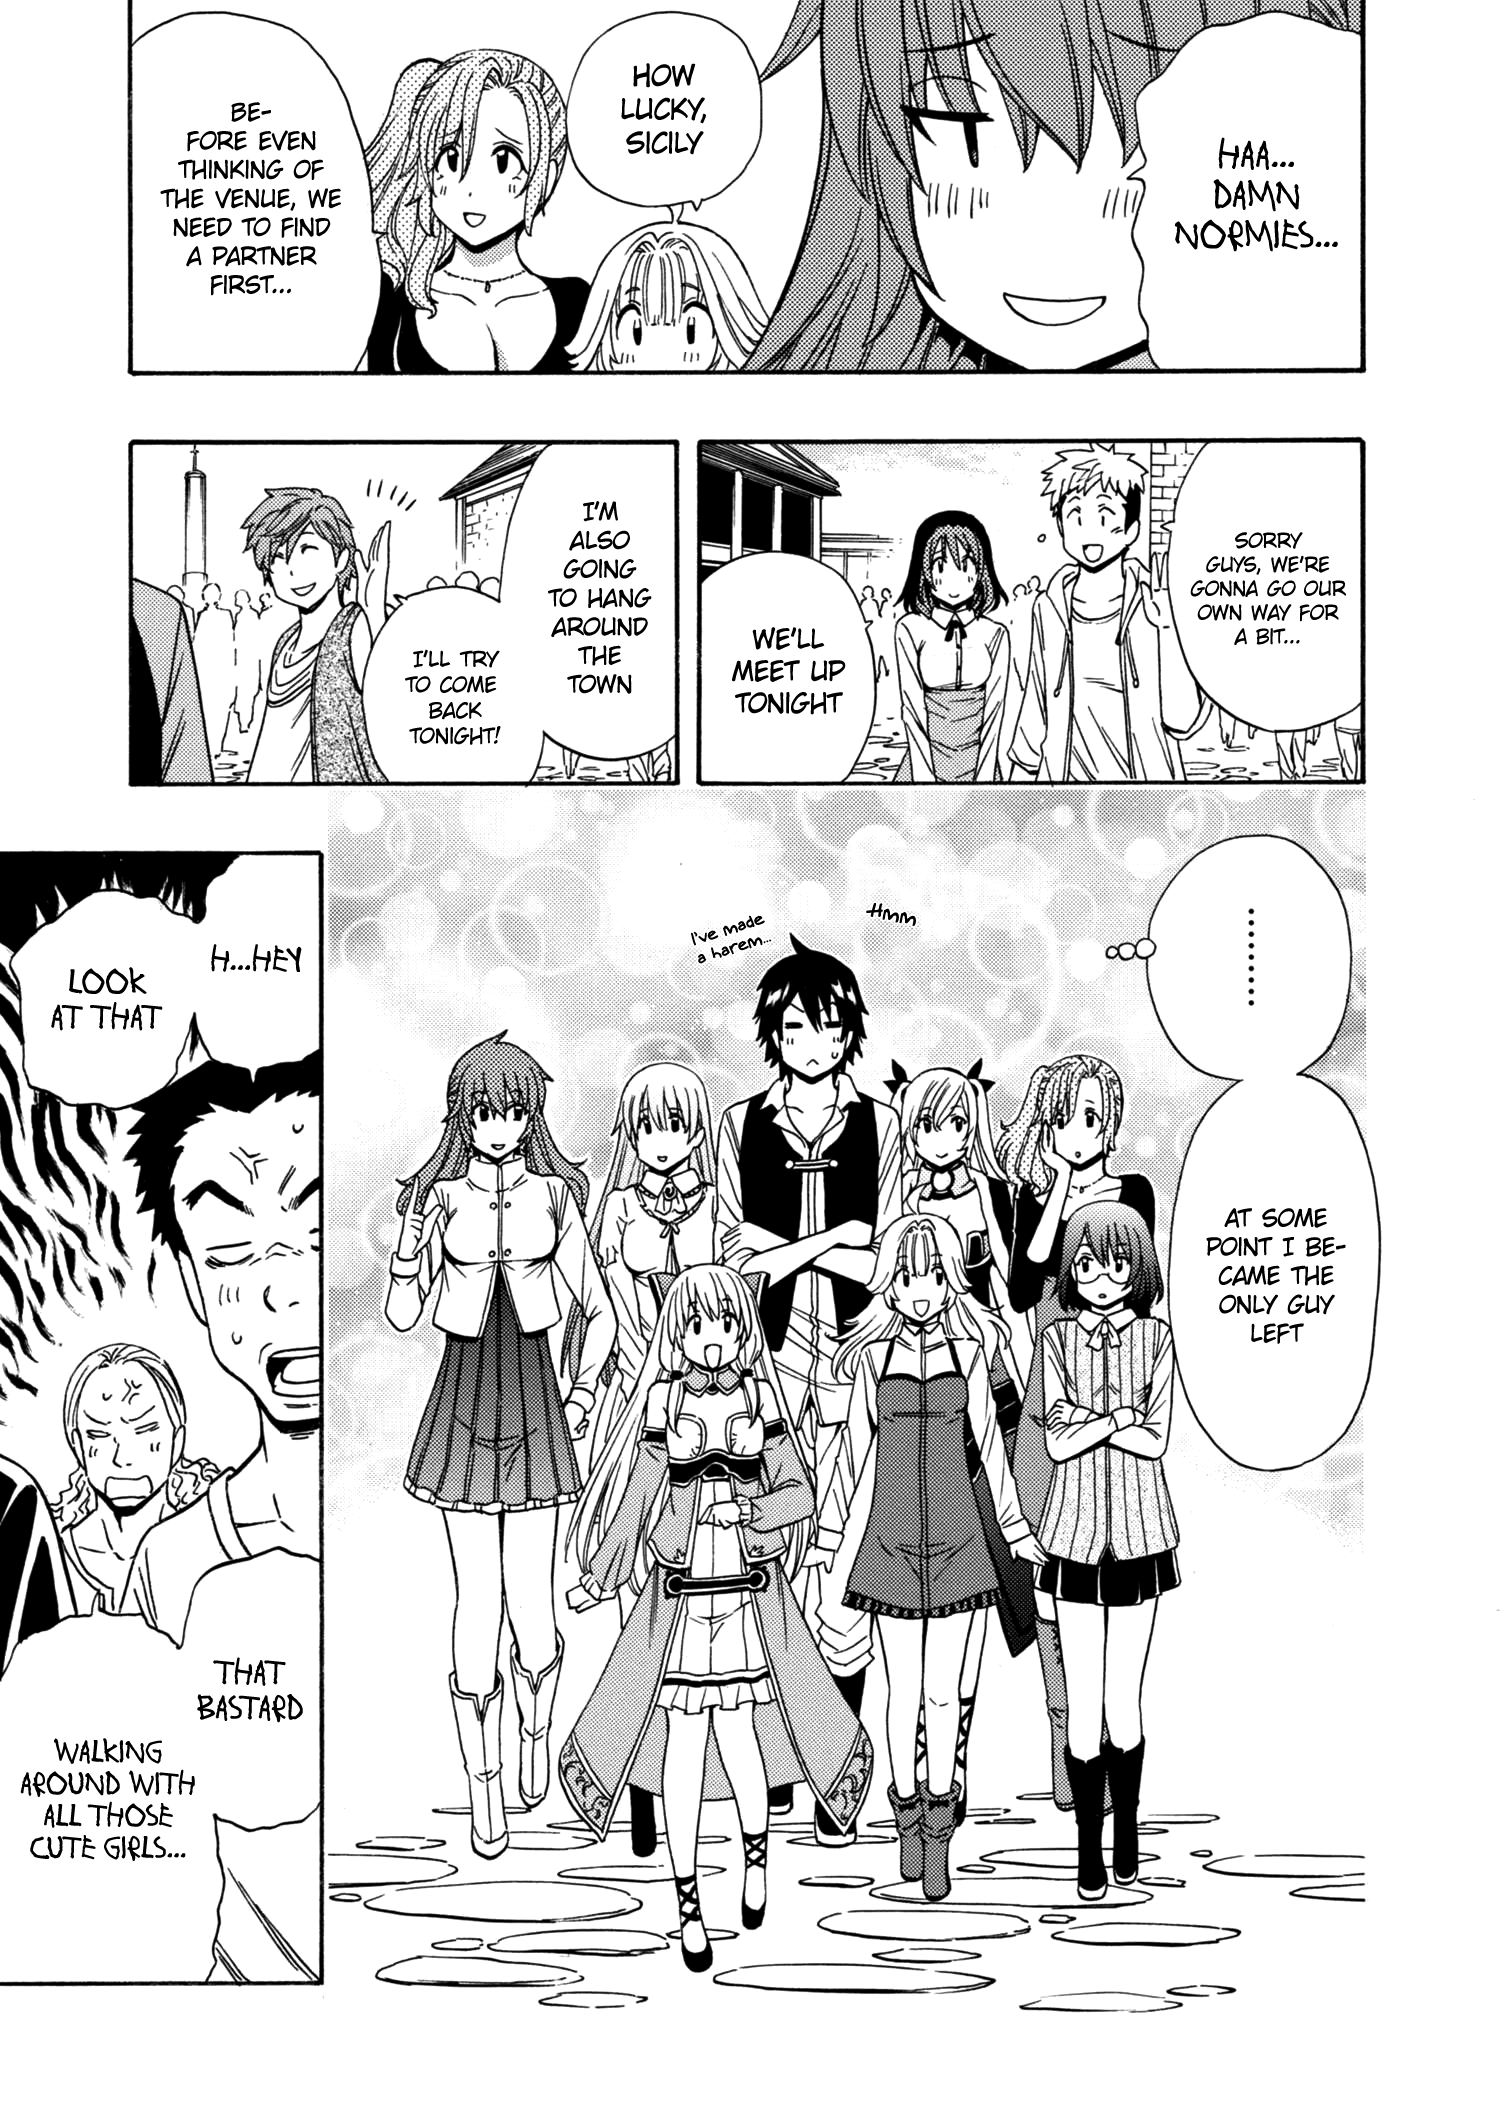 HAA...
DAMN
NORMIES...
HOW
LUCKY,
SICILY
BE-
FORE EVEN
THINKING OF
THE VENUE, WE
NEED TO FIND
A PARTNER
FIRST...
SORRY
GUYS, WE'RE
GONNA GO OUR
OWN WAY FOR
A BIT...
WE'LL
MEET UP
TONIGHT
I'M
ALSO
GOING
TO HANG
AROUND
THE
TOWN
I'LL TRY
TO COME
BACK
TONIGHT!
.........
AT SOME
POINT I BE-
CAME THE
ONLY GUY
LEFT
Hmm
I've made
a harem...
H...HEY
LOOK
AT THAT
THAT
BASTARD
WALKING
AROUND WITH
ALL THOSE
CUTE GIRLS...